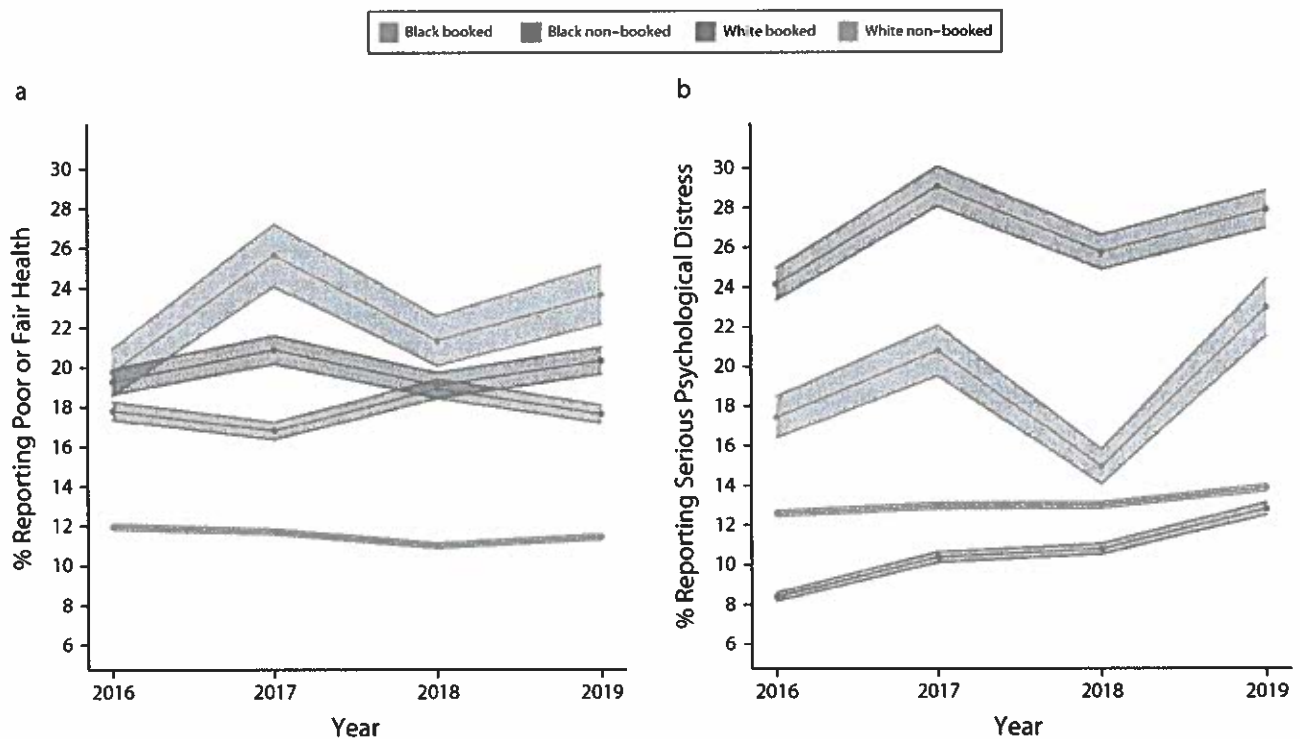 Black booked Black non-booked White booked White non-booked
a
b
% Reporting Poor or Fair Health
30
28
26
24
22
20
18
16
14
12
10
8
6
2016 2017 2018 2019
Year
% Reporting Serious Psychological Distress
30
28
26
24
22
20
18
16
14
12
10
8
6
2016 2017 2018 2019
Year